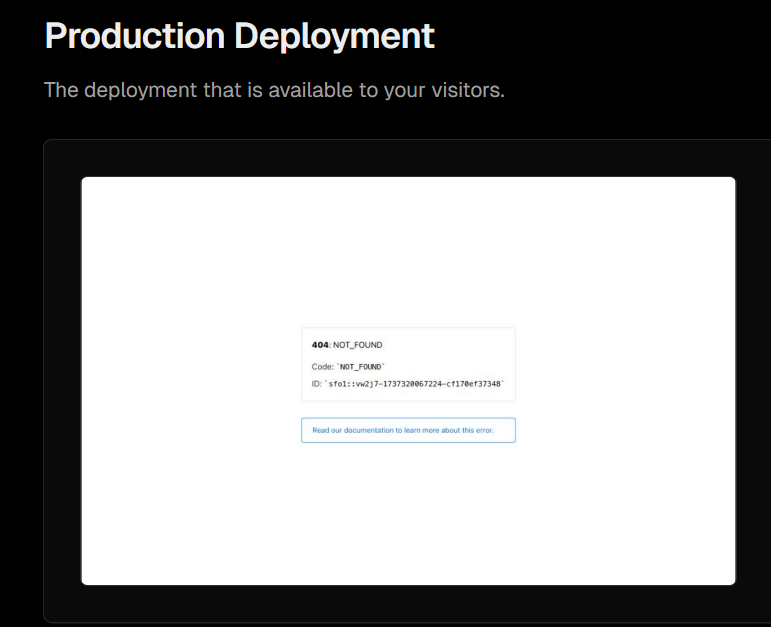 Production Deployment
The deployment that is available to your visitors.
404: NOT_FOUND
Code: `NOT_FOUND`
ID: `sfo1::vw2j7-1737320067224-cf170ef37348`
Read our documentation to learn more about this error.